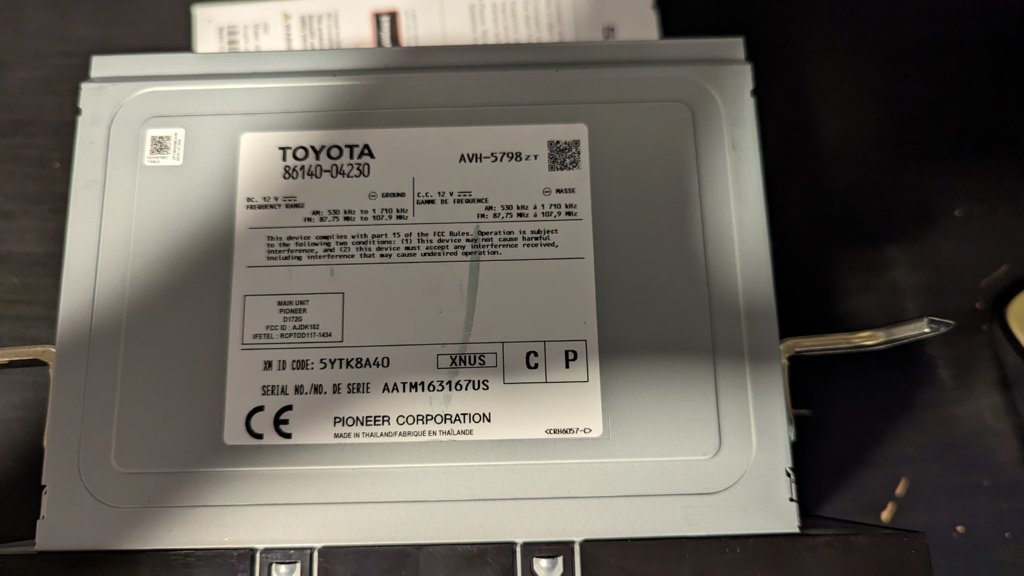 TOYOTA
86140-04230
AVH-5798ZT
DC. 12 V
GROUND
FREQUENCY RANGE
AM: 530 kHz to 1 710 kHz
FM: 87.75 MHz to 107.9 MHz
C.C. 12 V
MASSE
GAMME DE FREQUENCE
AM: 530 kHz à 1 710 kHz
FM: 87,75 MHz à 107,9 MHz
This device complies with part 15 of the FCC Rules. Operation is subject
to the following two conditions: (1) This device may not cause harmful
interference, and (2) this device must accept any interference received,
including interference that may cause undesired operation.
MAIN UNIT
PIONEER
D172G
FCC ID : AJDK102
IFETEL : RCPTOD117-1434
XM ID CODE: 5YTK8A40
XNUS
C P
SERIAL NO./NO. DE SERIE AATM163167US
CE
PIONEER CORPORATION
MADE IN THAILAND/FABRIQUÉ EN THAÏLANDE
<CRH6057-C>